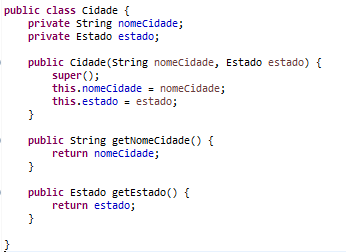 public class Cidade {
    private String nomeCidade;
    private Estado estado;
    public Cidade(String nomeCidade, Estado estado) {
        super();
        this.nomeCidade = nomeCidade;
        this.estado = estado;
    }
    public String getNomeCidade() {
        return nomeCidade;
    }
    public Estado getEstado() {
        return estado;
    }
}